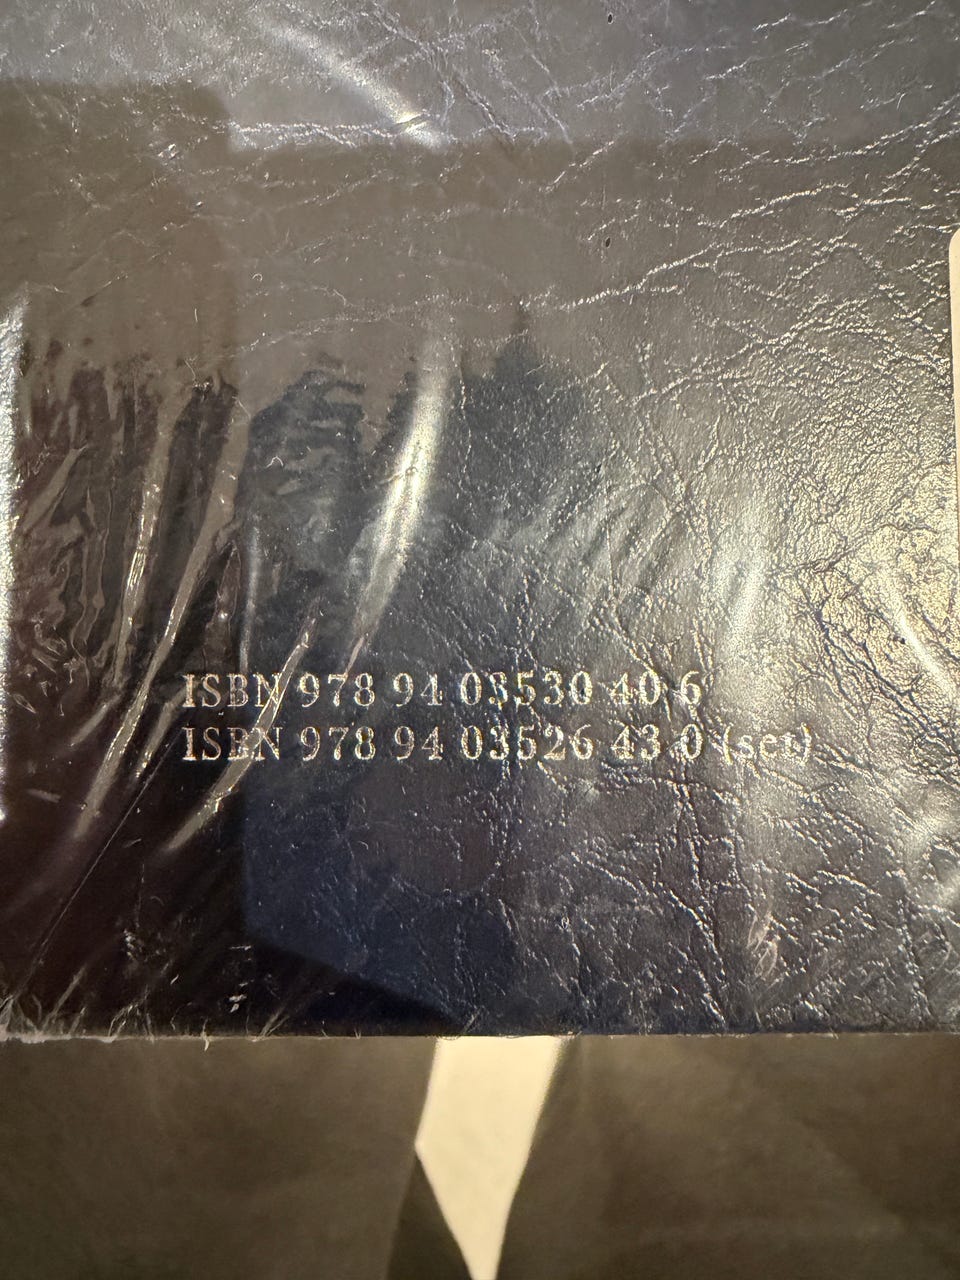 ISBN 978 94 03530 40 6
ISBN 978 94 03526 43 0 (set)